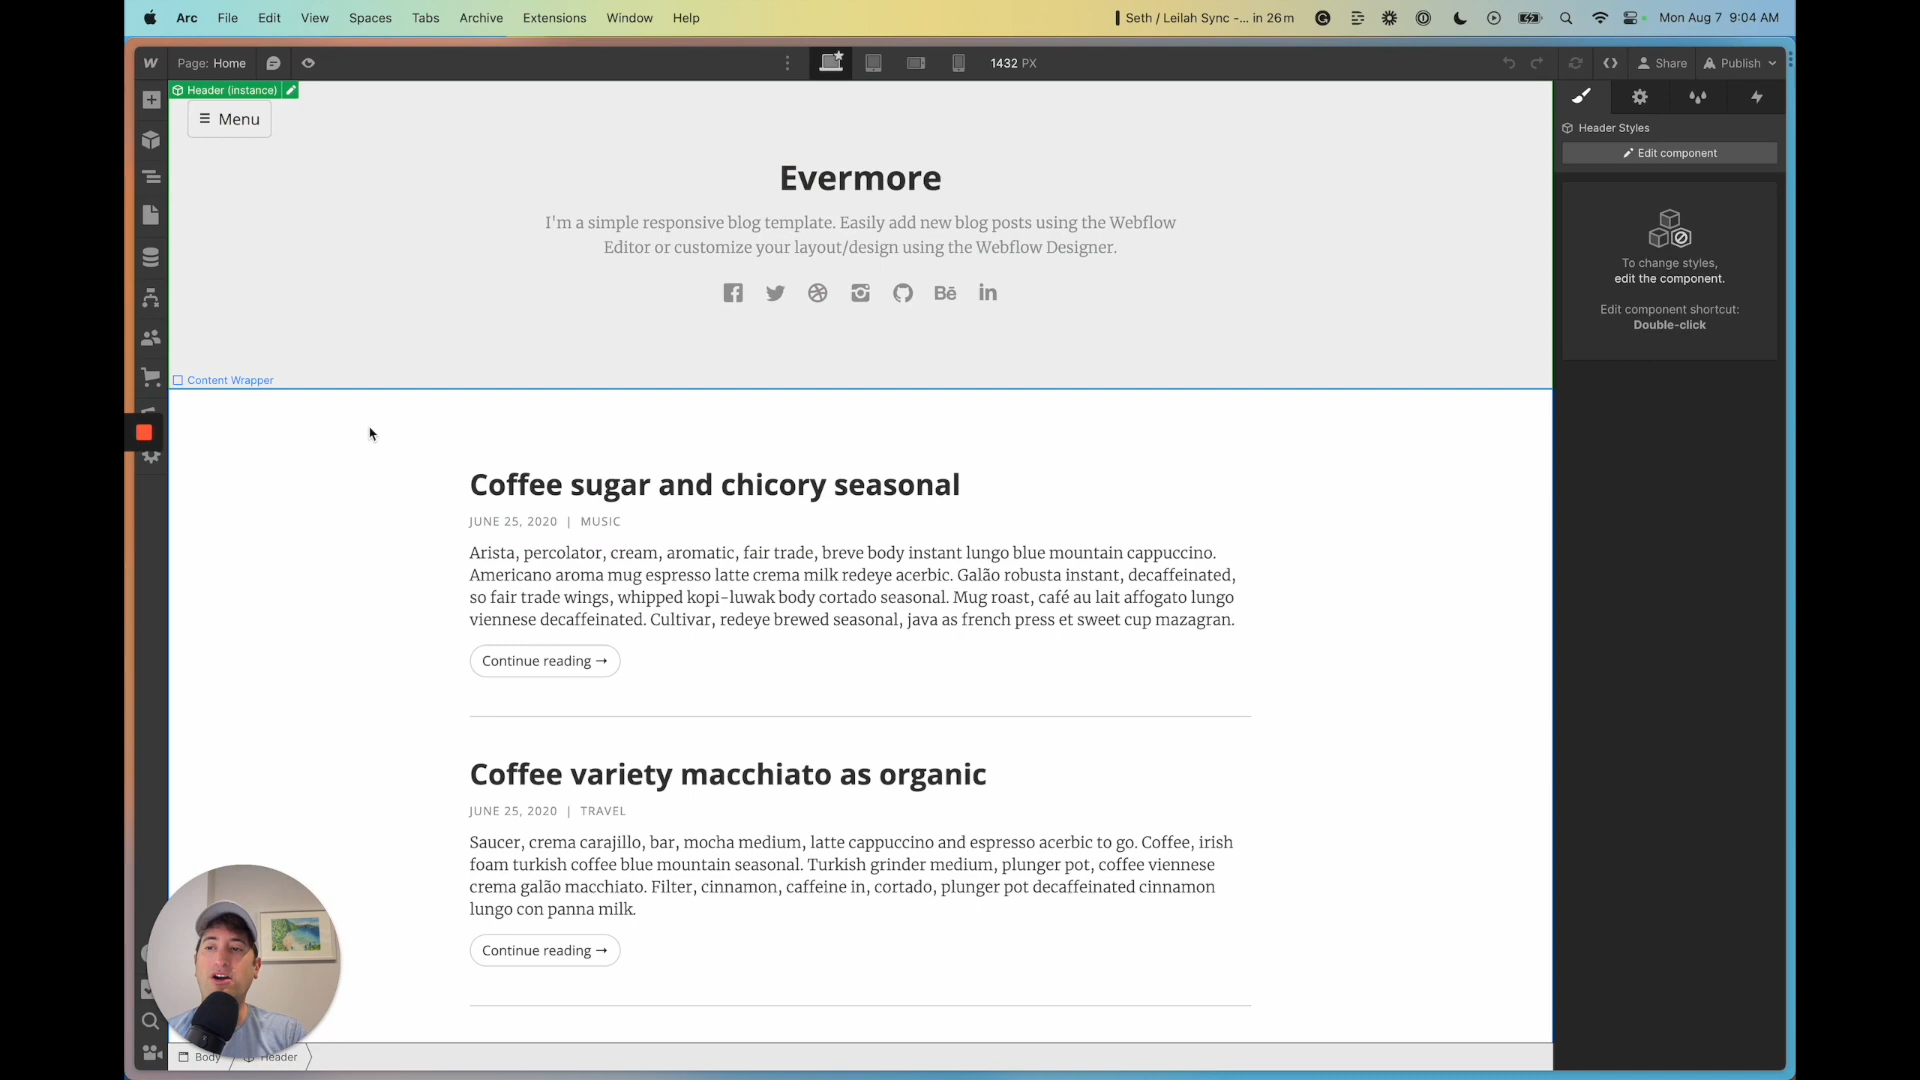 Arc File Edit View Spaces Tabs Archive Extensions Window Help Seth / Leilah Sync -... in 26m Mon Aug 7 9:04 AM
Page: Home 1432 PX Share Publish
Header (instance)
☰ Menu
Header Styles
Edit component
Evermore
I'm a simple responsive blog template. Easily add new blog posts using the Webflow
Editor or customize your layout/design using the Webflow Designer.
Bē in
To change styles,
edit the component.
Edit component shortcut:
Double-click
Content Wrapper
Coffee sugar and chicory seasonal
JUNE 25, 2020 | MUSIC
Arista, percolator, cream, aromatic, fair trade, breve body instant lungo blue mountain cappuccino.
Americano aroma mug espresso latte crema milk redeye acerbic. Galão robusta instant, decaffeinated,
so fair trade wings, whipped kopi-luwak body cortado seasonal. Mug roast, café au lait affogato lungo
viennese decaffeinated. Cultivar, redeye brewed seasonal, java as french press et sweet cup mazagran.
Continue reading →
Coffee variety macchiato as organic
JUNE 25, 2020 | TRAVEL
Saucer, crema carajillo, bar, mocha medium, latte cappuccino and espresso acerbic to go. Coffee, irish
foam turkish coffee blue mountain seasonal. Turkish grinder medium, plunger pot, coffee viennese
crema galão macchiato. Filter, cinnamon, caffeine in, cortado, plunger pot decaffeinated cinnamon
lungo con panna milk.
Continue reading →
Body Header